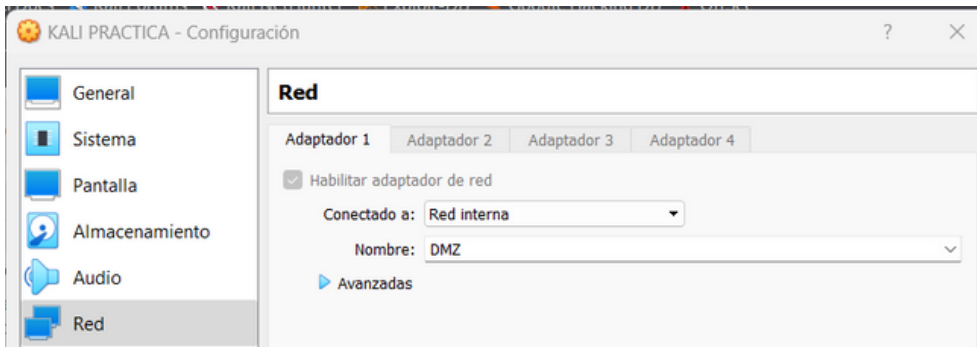 KALI PRACTICA - Configuración ? ×
General
Sistema
Pantalla
Almacenamiento
Audio
Red
Red
Adaptador 1 Adaptador 2 Adaptador 3 Adaptador 4
Habilitar adaptador de red
Conectado a: Red interna
Nombre: DMZ
Avanzadas